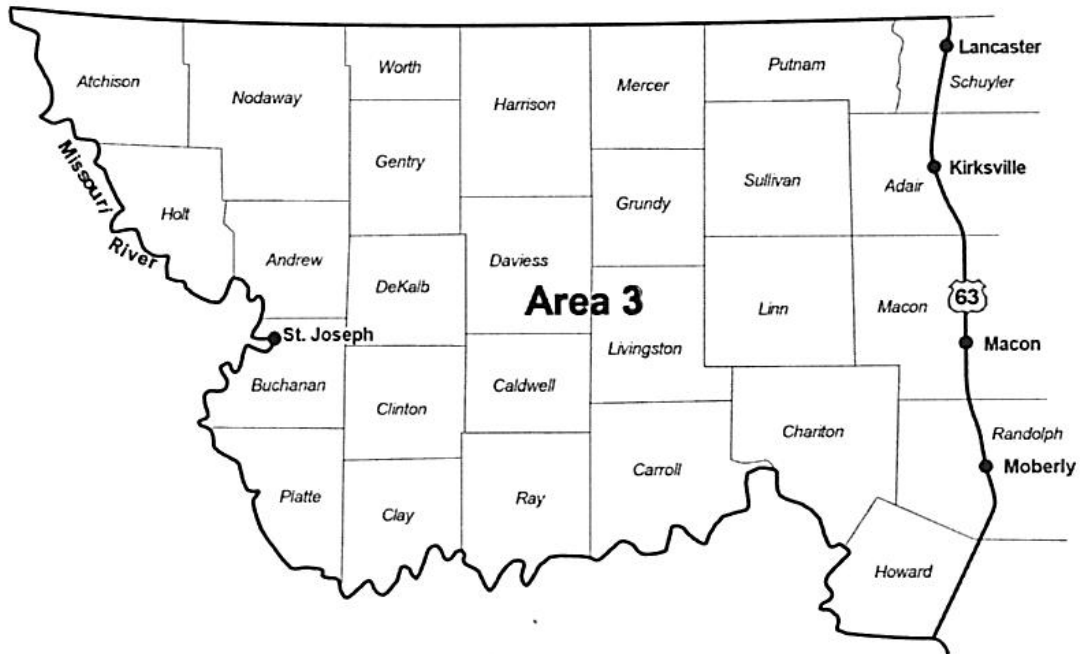 Lancaster
Putnam
Worth
Atchison
Harrison
Mercer
Schuyler
Nodaway
Gentry
Kirksville
Sullivan
Adair
Missouri
River
Holt
Grundy
Andrew
Daviess
DeKalb
Area 3
63
Linn
Macon
St. Joseph
Livingston
Macon
Buchanan
Caldwell
Clinton
Chariton
Randolph
Carroll
Moberly
Platte
Ray
Clay
Howard